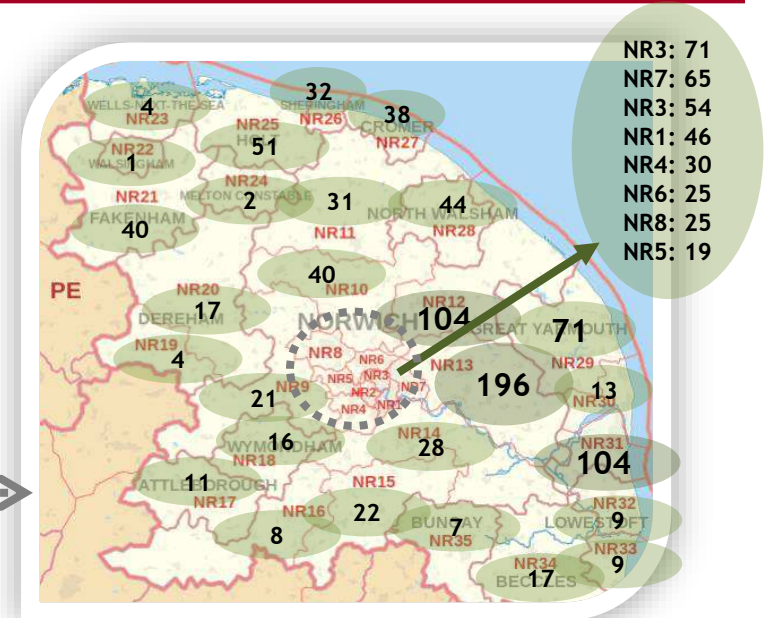 NR3: 71
NR7: 65
NR3: 54
NR1: 46
NR4: 30
NR6: 25
NR8: 25
NR5: 19
WELLS-NEXT-THE-SEA
4
NR23
32
SHERINGHAM
NR26
38
CROMER
NR27
NR25
HOLT
51
NR22
WALSINGHAM
1
NR24
MELTON CONSTABLE
2
NR21
FAKENHAM
40
31
NR11
44
NORTH WALSHAM
NR28
40
NR10
PE
NR20
17
DEREHAM
NORWICH
NR12
104
GREAT YARMOUTH
71
NR19
4
NR8
NR6
NR5
NR3
NR7
NR2
NR4
NR1
NR13
196
NR29
13
NR30
NR9
21
16
WYMONDHAM
NR18
NR14
28
NR31
104
11
ATTLEBOROUGH
NR17
NR15
22
NR16
8
BUNGAY
7
NR35
NR32
LOWESTOFT
9
NR33
9
NR34
17
BECCLES